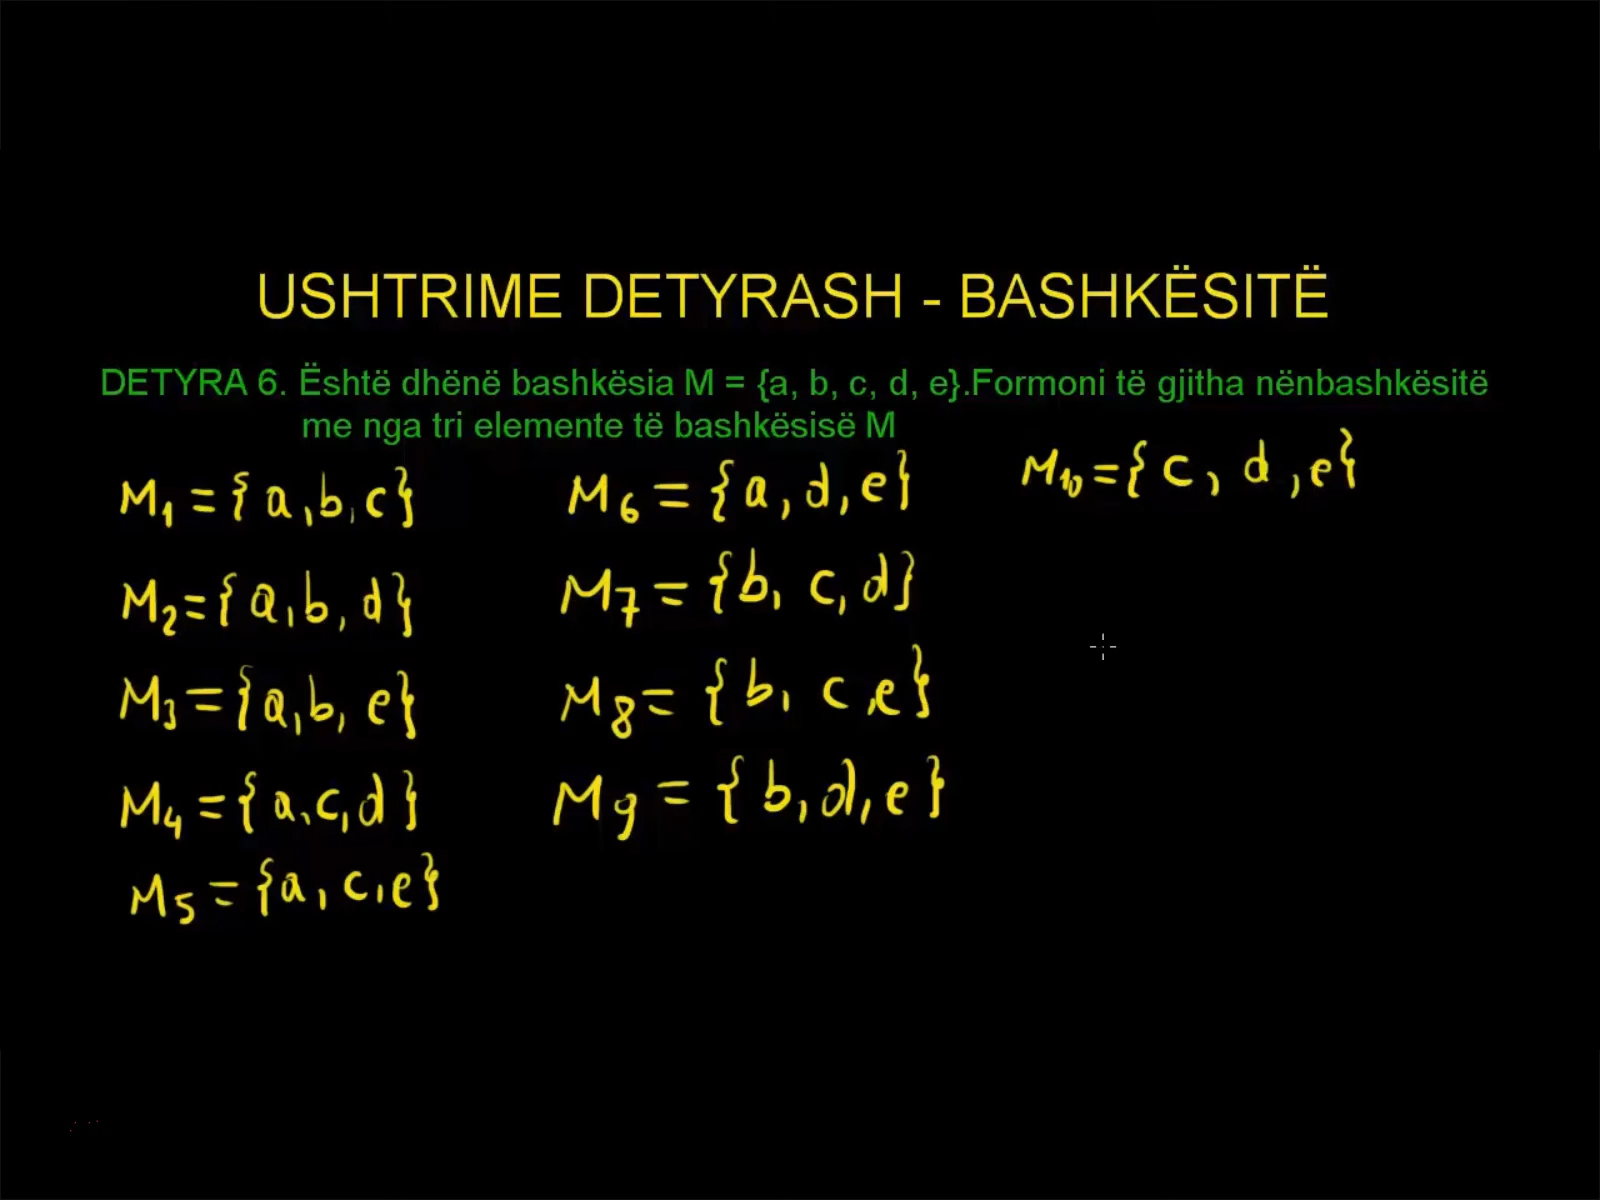 USHTRIME DETYRASH - BASHKËSITË
DETYRA 6. Është dhënë bashkësia M = {a, b, c, d, e}.Formoni të gjitha nënbashkësitë
me nga tri elemente të bashkësisë M
M1 = {a,b,c}
M2={a,b,d}
M3={a,b,e}
M4={a,c,d}
M5={a,c,e}
M6={a,d,e}
M7={b,c,d}
M8={b,c,e}
M9={b,d,e}
M10={c,d,e}